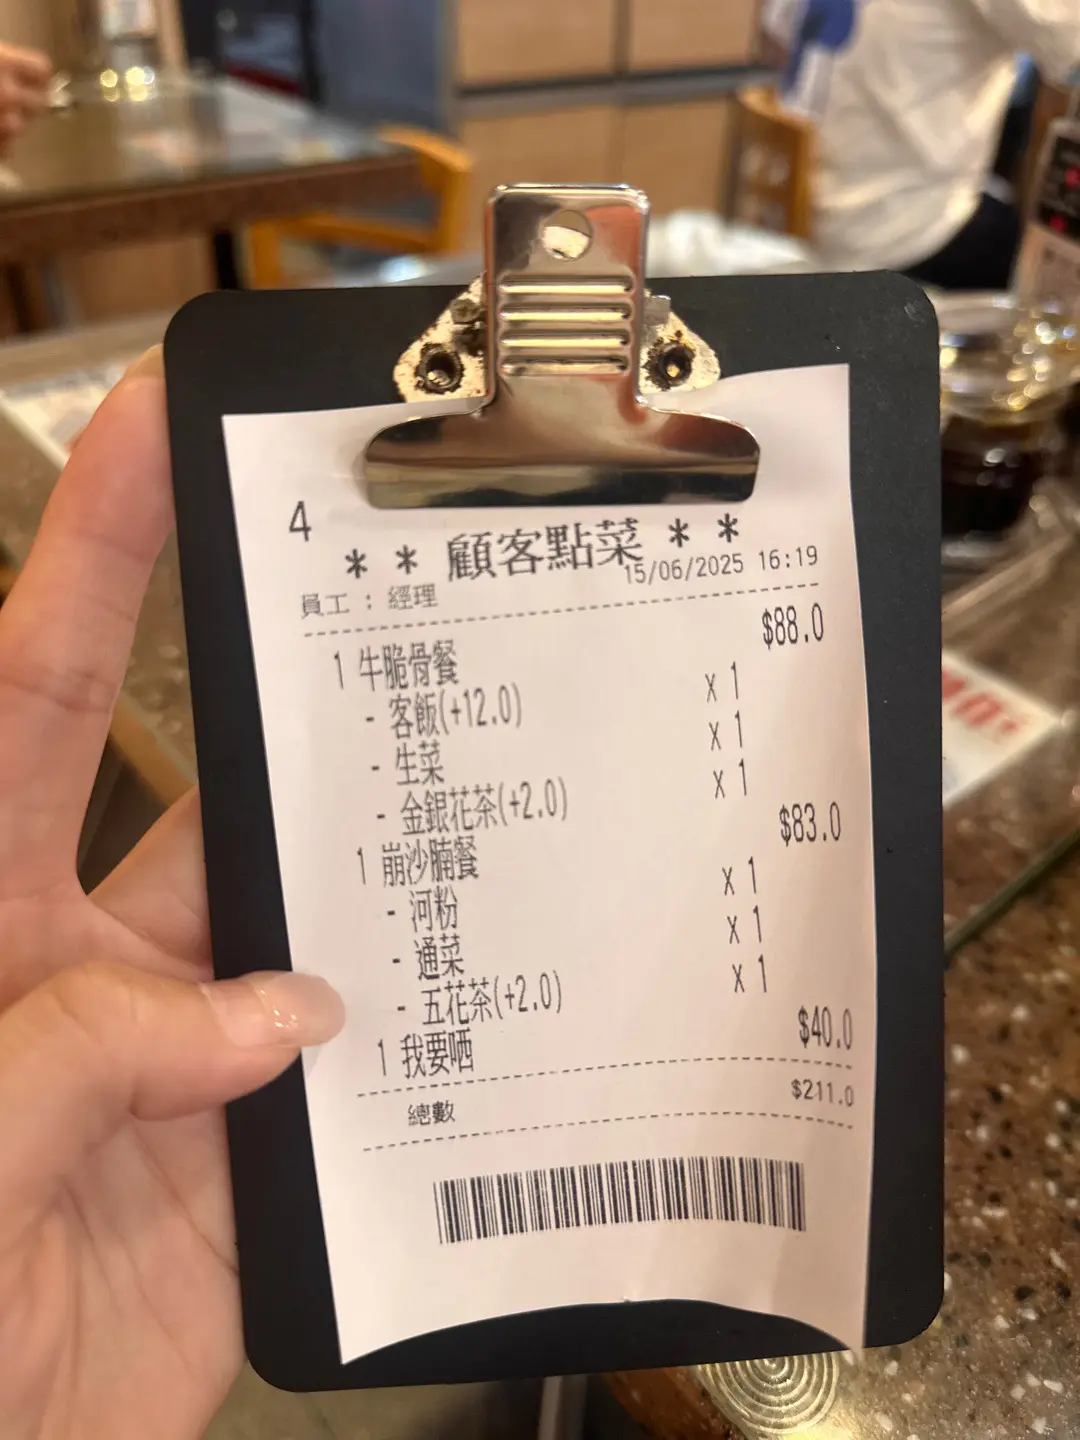 4
** 顧客點菜 **
15/06/2025 16:19
員工 : 經理
$88.0
1 牛脆骨餐
- 客飯(+12.0) x 1
- 生菜 x 1
- 金銀花茶(+2.0) x 1
$83.0
1 崩沙腩餐
- 河粉 x 1
- 通菜 x 1
- 五花茶(+2.0) x 1
$40.0
1 我要哂
總數 $211.0